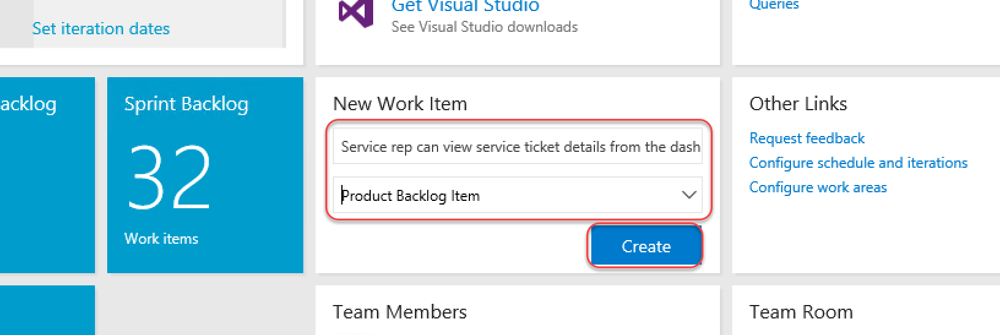 Set iteration dates
Get Visual Studio
See Visual Studio downloads
Queries
acklog
Sprint Backlog
32
Work items
New Work Item
Service rep can view service ticket details from the dash
Product Backlog Item
Create
Other Links
Request feedback
Configure schedule and iterations
Configure work areas
Team Members
Team Room